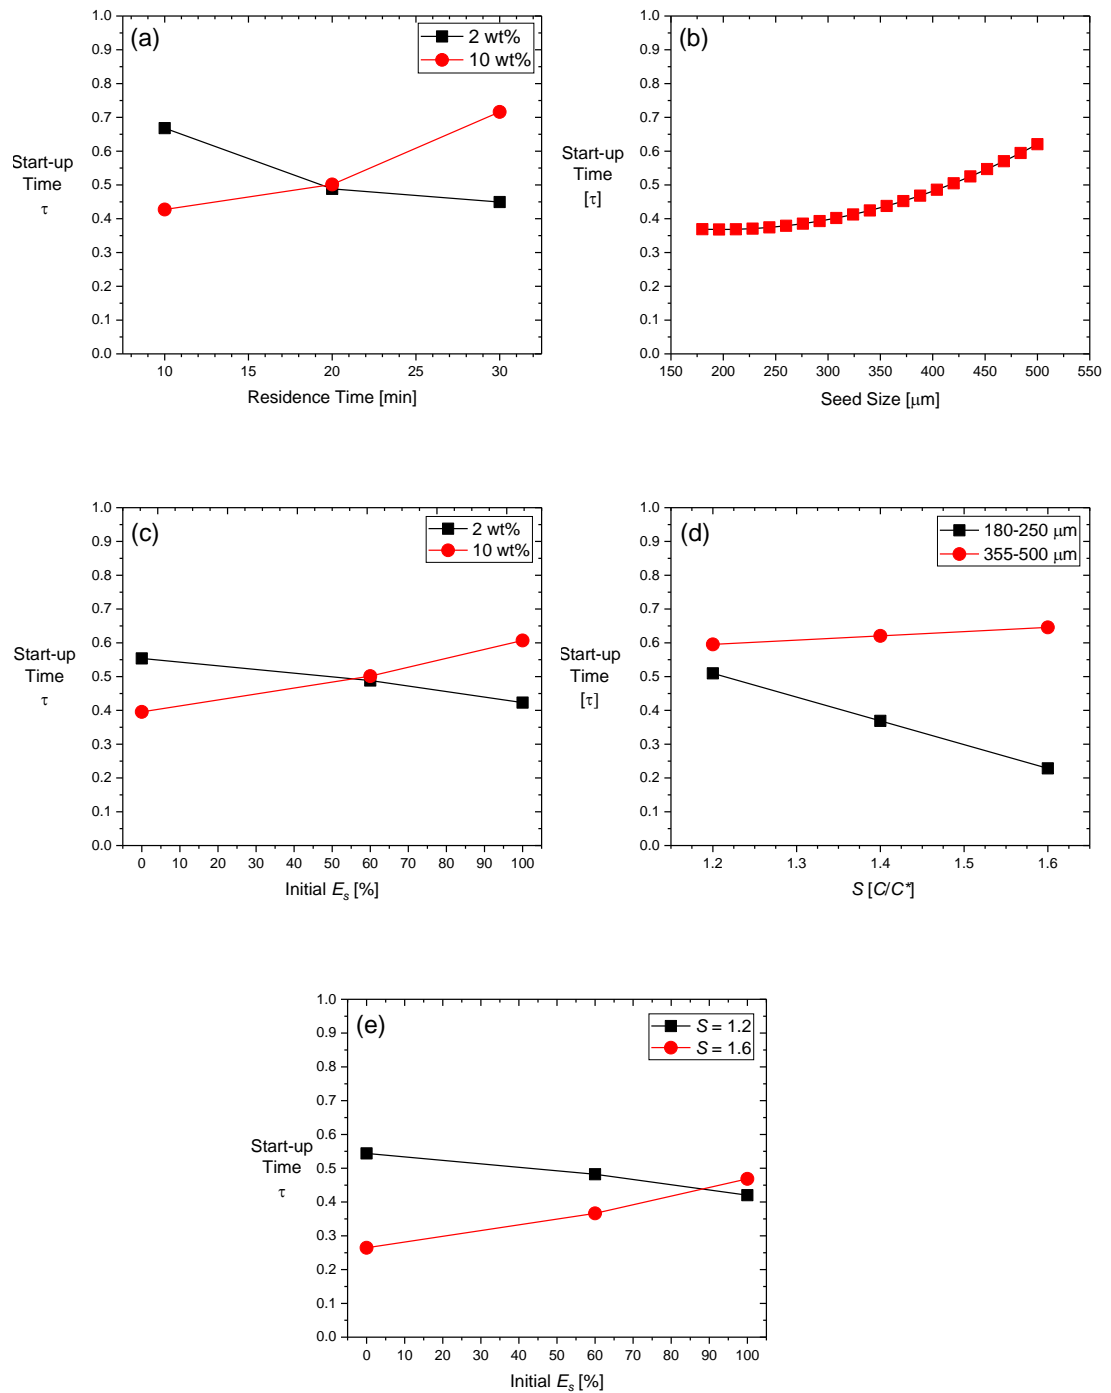 (a)
2 wt%
10 wt%
1.0
0.9
0.8
0.7
0.6
0.5
0.4
0.3
0.2
0.1
0.0
Start-up
Time
τ
10 15 20 25 30
Residence Time [min]
(b)
1.0
0.9
0.8
0.7
0.6
0.5
0.4
0.3
0.2
0.1
0.0
Start-up
Time
[τ]
150 200 250 300 350 400 450 500 550
Seed Size [μm]
(c)
2 wt%
10 wt%
1.0
0.9
0.8
0.7
0.6
0.5
0.4
0.3
0.2
0.1
0.0
Start-up
Time
τ
0 10 20 30 40 50 60 70 80 90 100
Initial Es [%]
(d)
180-250 μm
355-500 μm
1.0
0.9
0.8
0.7
0.6
0.5
0.4
0.3
0.2
0.1
0.0
Start-up
Time
[τ]
1.2 1.3 1.4 1.5 1.6
S [C/C*]
(e)
S = 1.2
S = 1.6
1.0
0.9
0.8
0.7
0.6
0.5
0.4
0.3
0.2
0.1
0.0
Start-up
Time
τ
0 10 20 30 40 50 60 70 80 90 100
Initial Es [%]